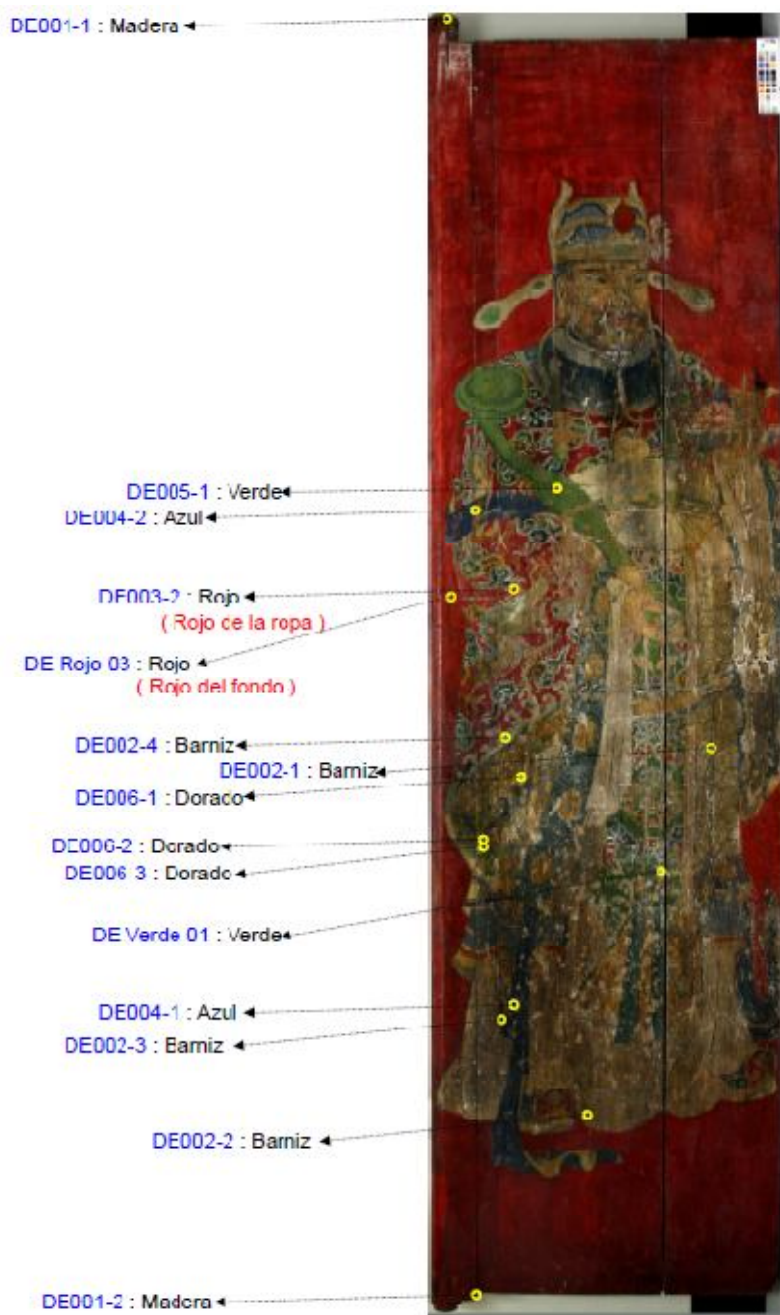 DE001-1 : Madera
DE005-1 : Verde
DE004-2 : Azul
DE003-2 : Rojo
( Rojo de la ropa )
DE Rojo 03 : Rojo
( Rojo del fondo )
DE002-4 : Barniz
DE002-1 : Barniz
DE006-1 : Dorado
DE006-2 : Dorado
DE006-3 : Dorado
DE Verde 01 : Verde
DE004-1 : Azul
DE002-3 : Barniz
DE002-2 : Barniz
DE001-2 : Madera